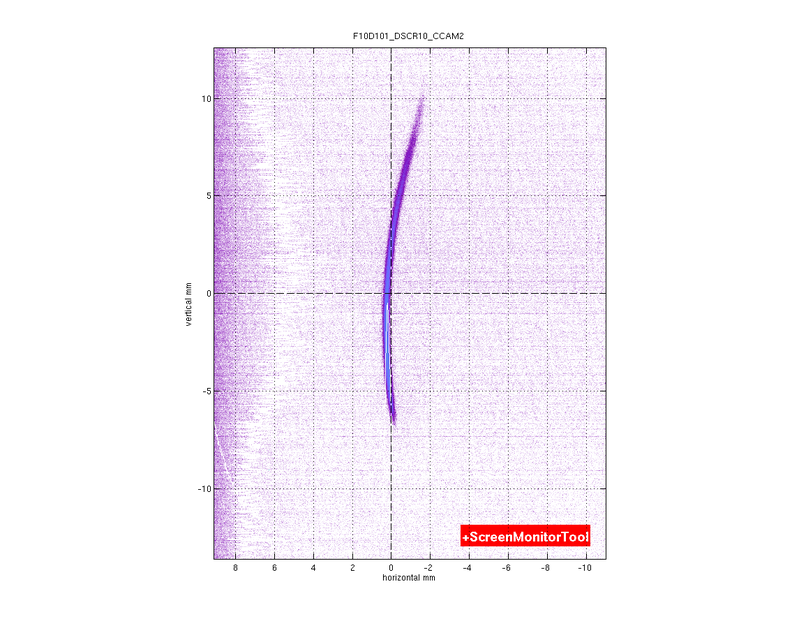 F10D101_DSCR10_CCAM2
10
5
0
-5
-10
vertical mm
8 6 4 2 0 -2 -4 -6 -8 -10
horizontal mm
+ScreenMonitorTool